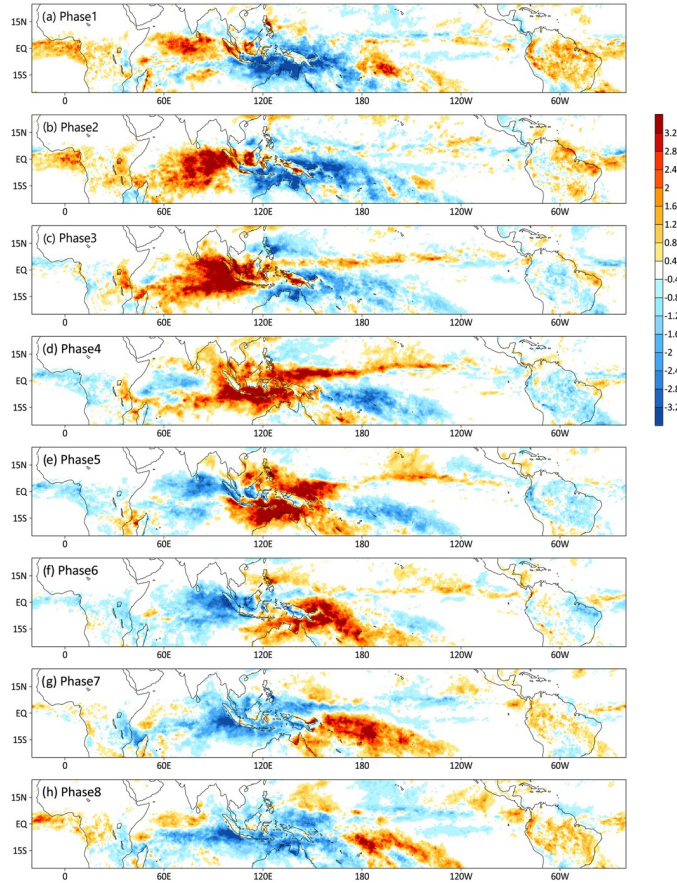 (a) Phase1
15N
EQ
15S
0 60E 120E 180 120W 60W
(b) Phase2
15N
EQ
15S
0 60E 120E 180 120W 60W
(c) Phase3
15N
EQ
15S
0 60E 120E 180 120W 60W
(d) Phase4
15N
EQ
15S
0 60E 120E 180 120W 60W
(e) Phase5
15N
EQ
15S
0 60E 120E 180 120W 60W
(f) Phase6
15N
EQ
15S
0 60E 120E 180 120W 60W
(g) Phase7
15N
EQ
15S
0 60E 120E 180 120W 60W
(h) Phase8
15N
EQ
15S
0 60E 120E 180 120W 60W
3.2
2.8
2.4
2
1.6
1.2
0.8
0.4
-0.4
-0.8
-1.2
-1.6
-2
-2.4
-2.8
-3.2